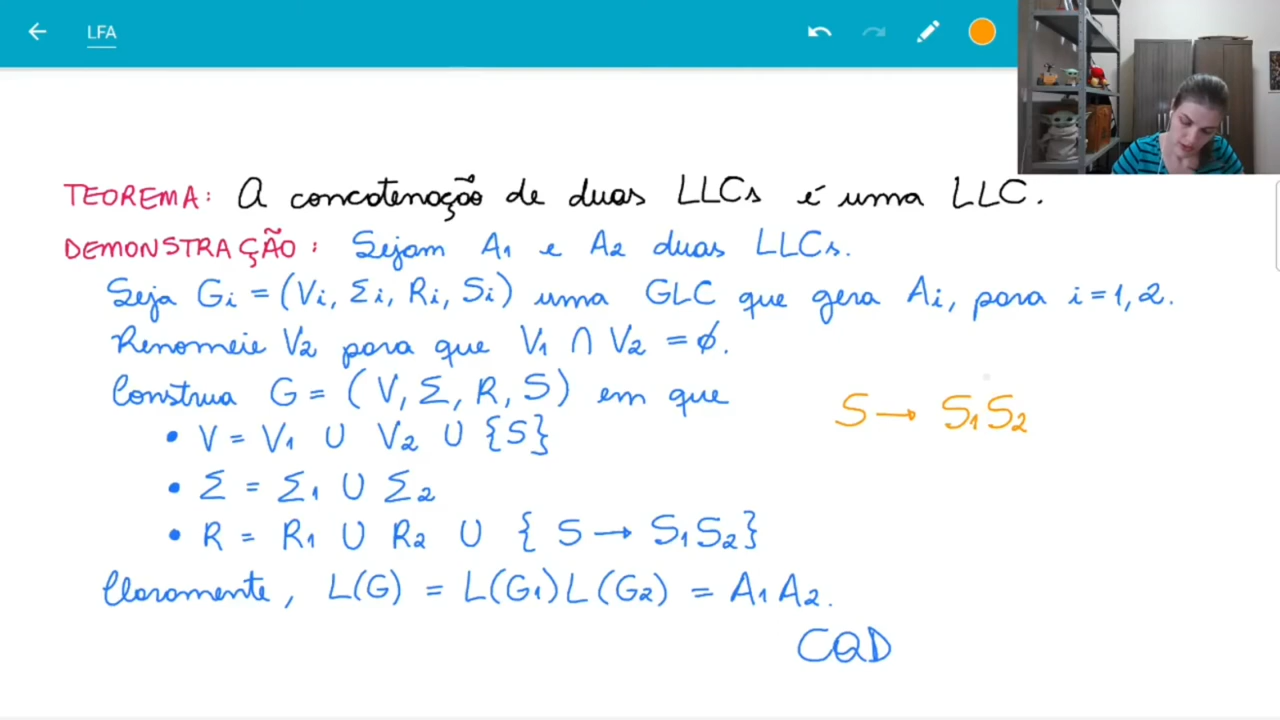 LFA
TEOREMA: A concatenação de duas LLCs é uma LLC.
DEMONSTRAÇÃO: Sejam A₁ e A₂ duas LLCs.
Seja Gi = (Vi, Σi, Ri, Si) uma GLC que gera Ai, para i = 1, 2.
Renomeie V₂ para que V₁ ∩ V₂ = ∅.
Construa G = (V, Σ, R, S) em que
• V = V₁ ∪ V₂ ∪ {S}
S → S₁S₂
• Σ = Σ₁ ∪ Σ₂
• R = R₁ ∪ R₂ ∪ { S → S₁S₂}
Claramente, L(G) = L(G₁)L(G₂) = A₁A₂.
CQD